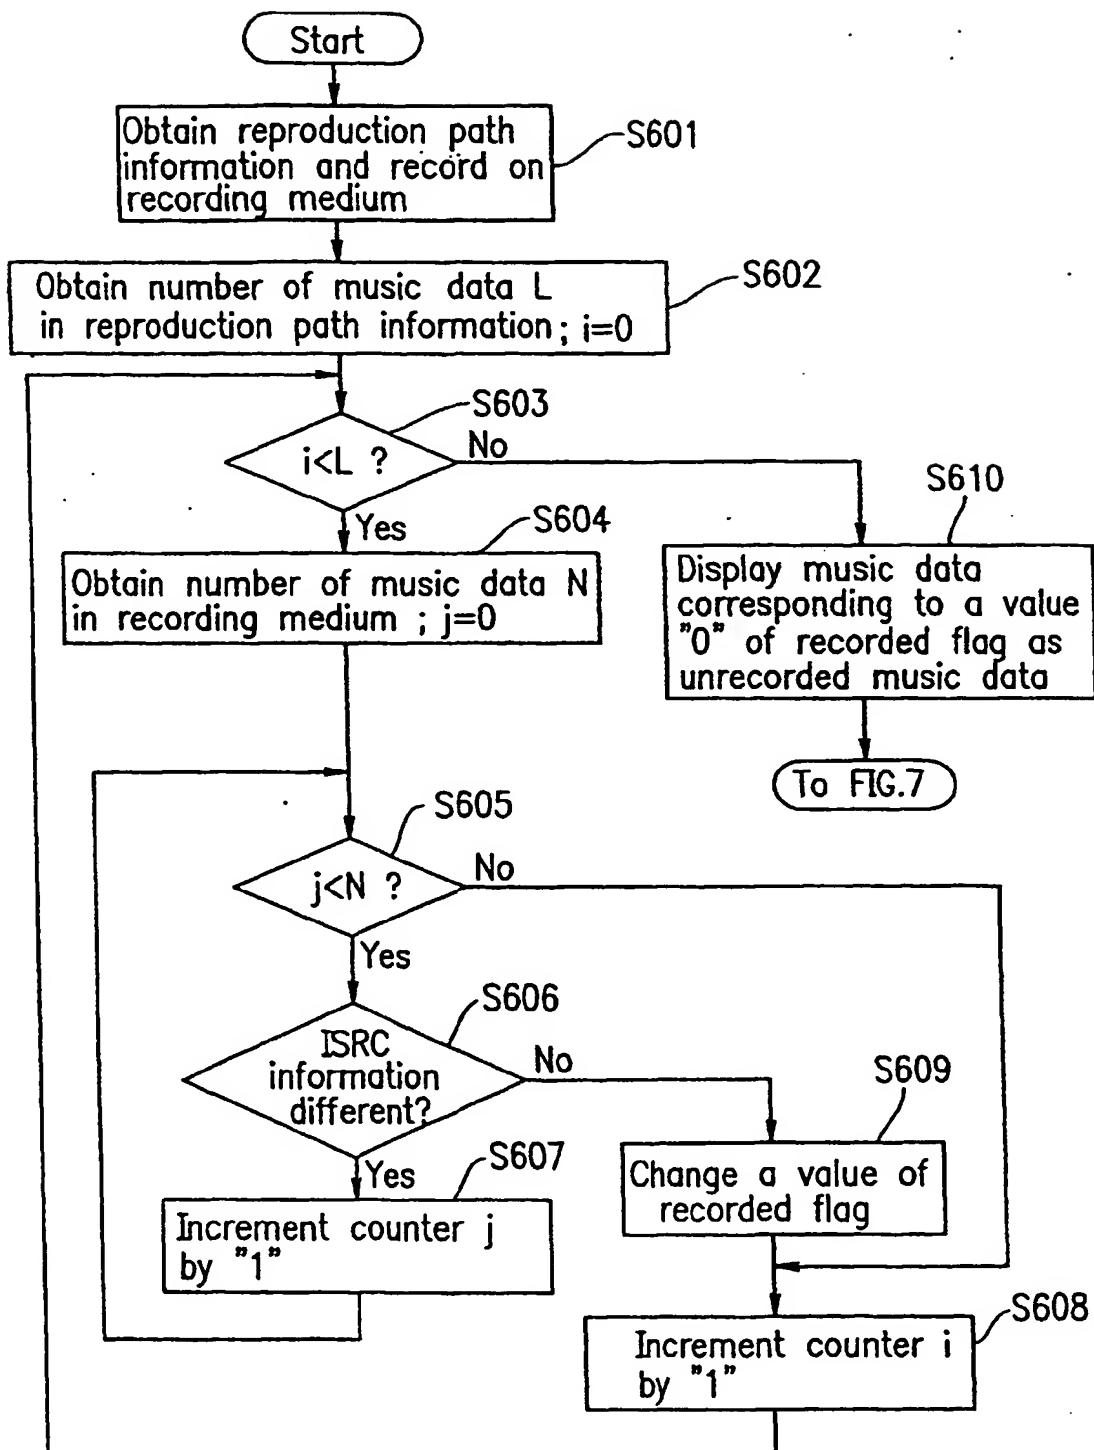 Start
Obtain reproduction path
information and record on
recording medium
S601
Obtain number of music data L
in reproduction path information ; i=0
S602
i<L ?
S603
No
Yes
S604
Obtain number of music data N
in recording medium ; j=0
S610
Display music data
corresponding to a value
"0" of recorded flag as
unrecorded music data
To FIG.7
S605
j<N ?
No
Yes
S606
ISRC
information
different?
No
Yes
S607
Increment counter j
by "1"
S609
Change a value of
recorded flag
S608
Increment counter i
by "1"